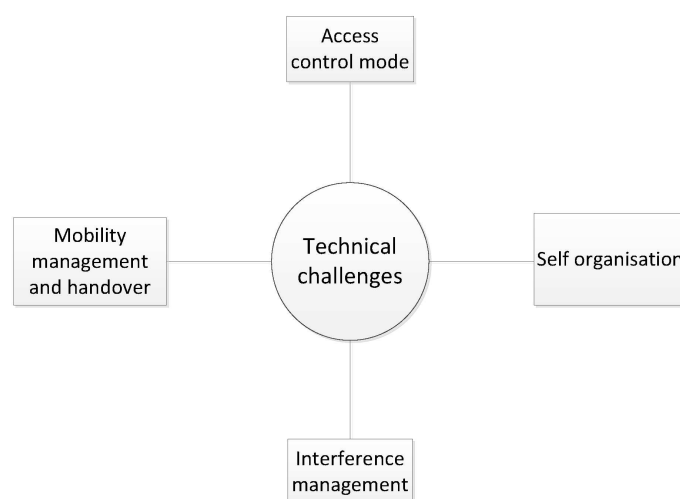 Access
control mode
Mobility
management
and handover
Technical
challenges
Self organisation
Interference
management